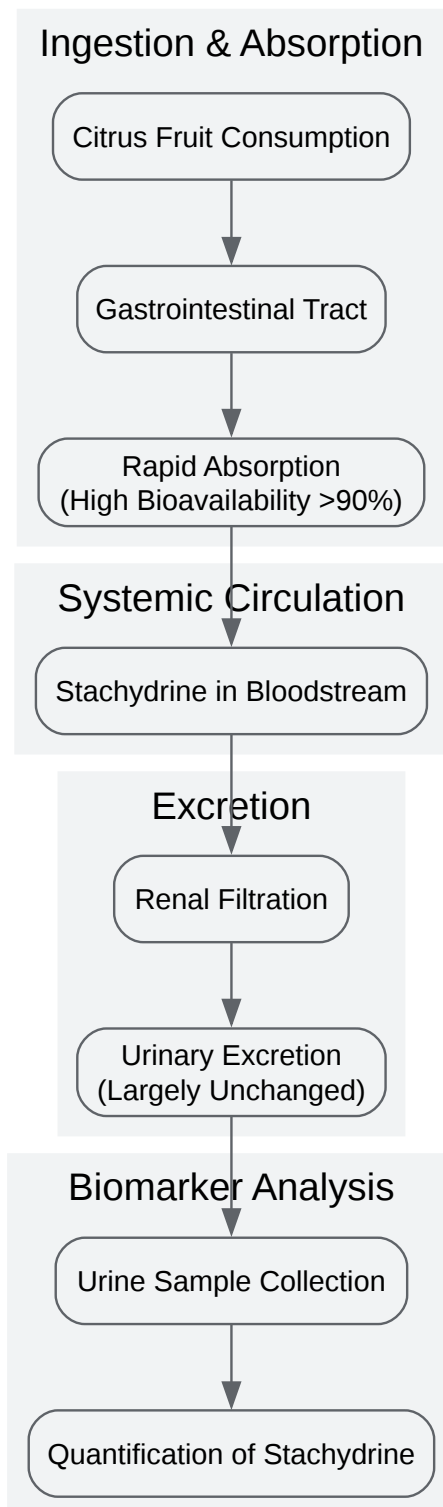 Ingestion & Absorption
Citrus Fruit Consumption
Gastrointestinal Tract
Rapid Absorption
(High Bioavailability >90%)
Systemic Circulation
Stachydrine in Bloodstream
Excretion
Renal Filtration
Urinary Excretion
(Largely Unchanged)
Biomarker Analysis
Urine Sample Collection
Quantification of Stachydrine